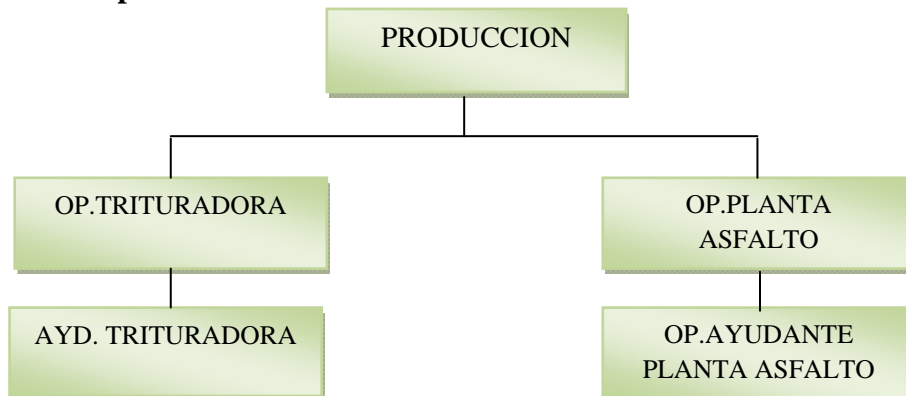 PRODUCCION
OP.TRITURADORA
OP.PLANTA
ASFALTO
AYD. TRITURADORA
OP.AYUDANTE
PLANTA ASFALTO